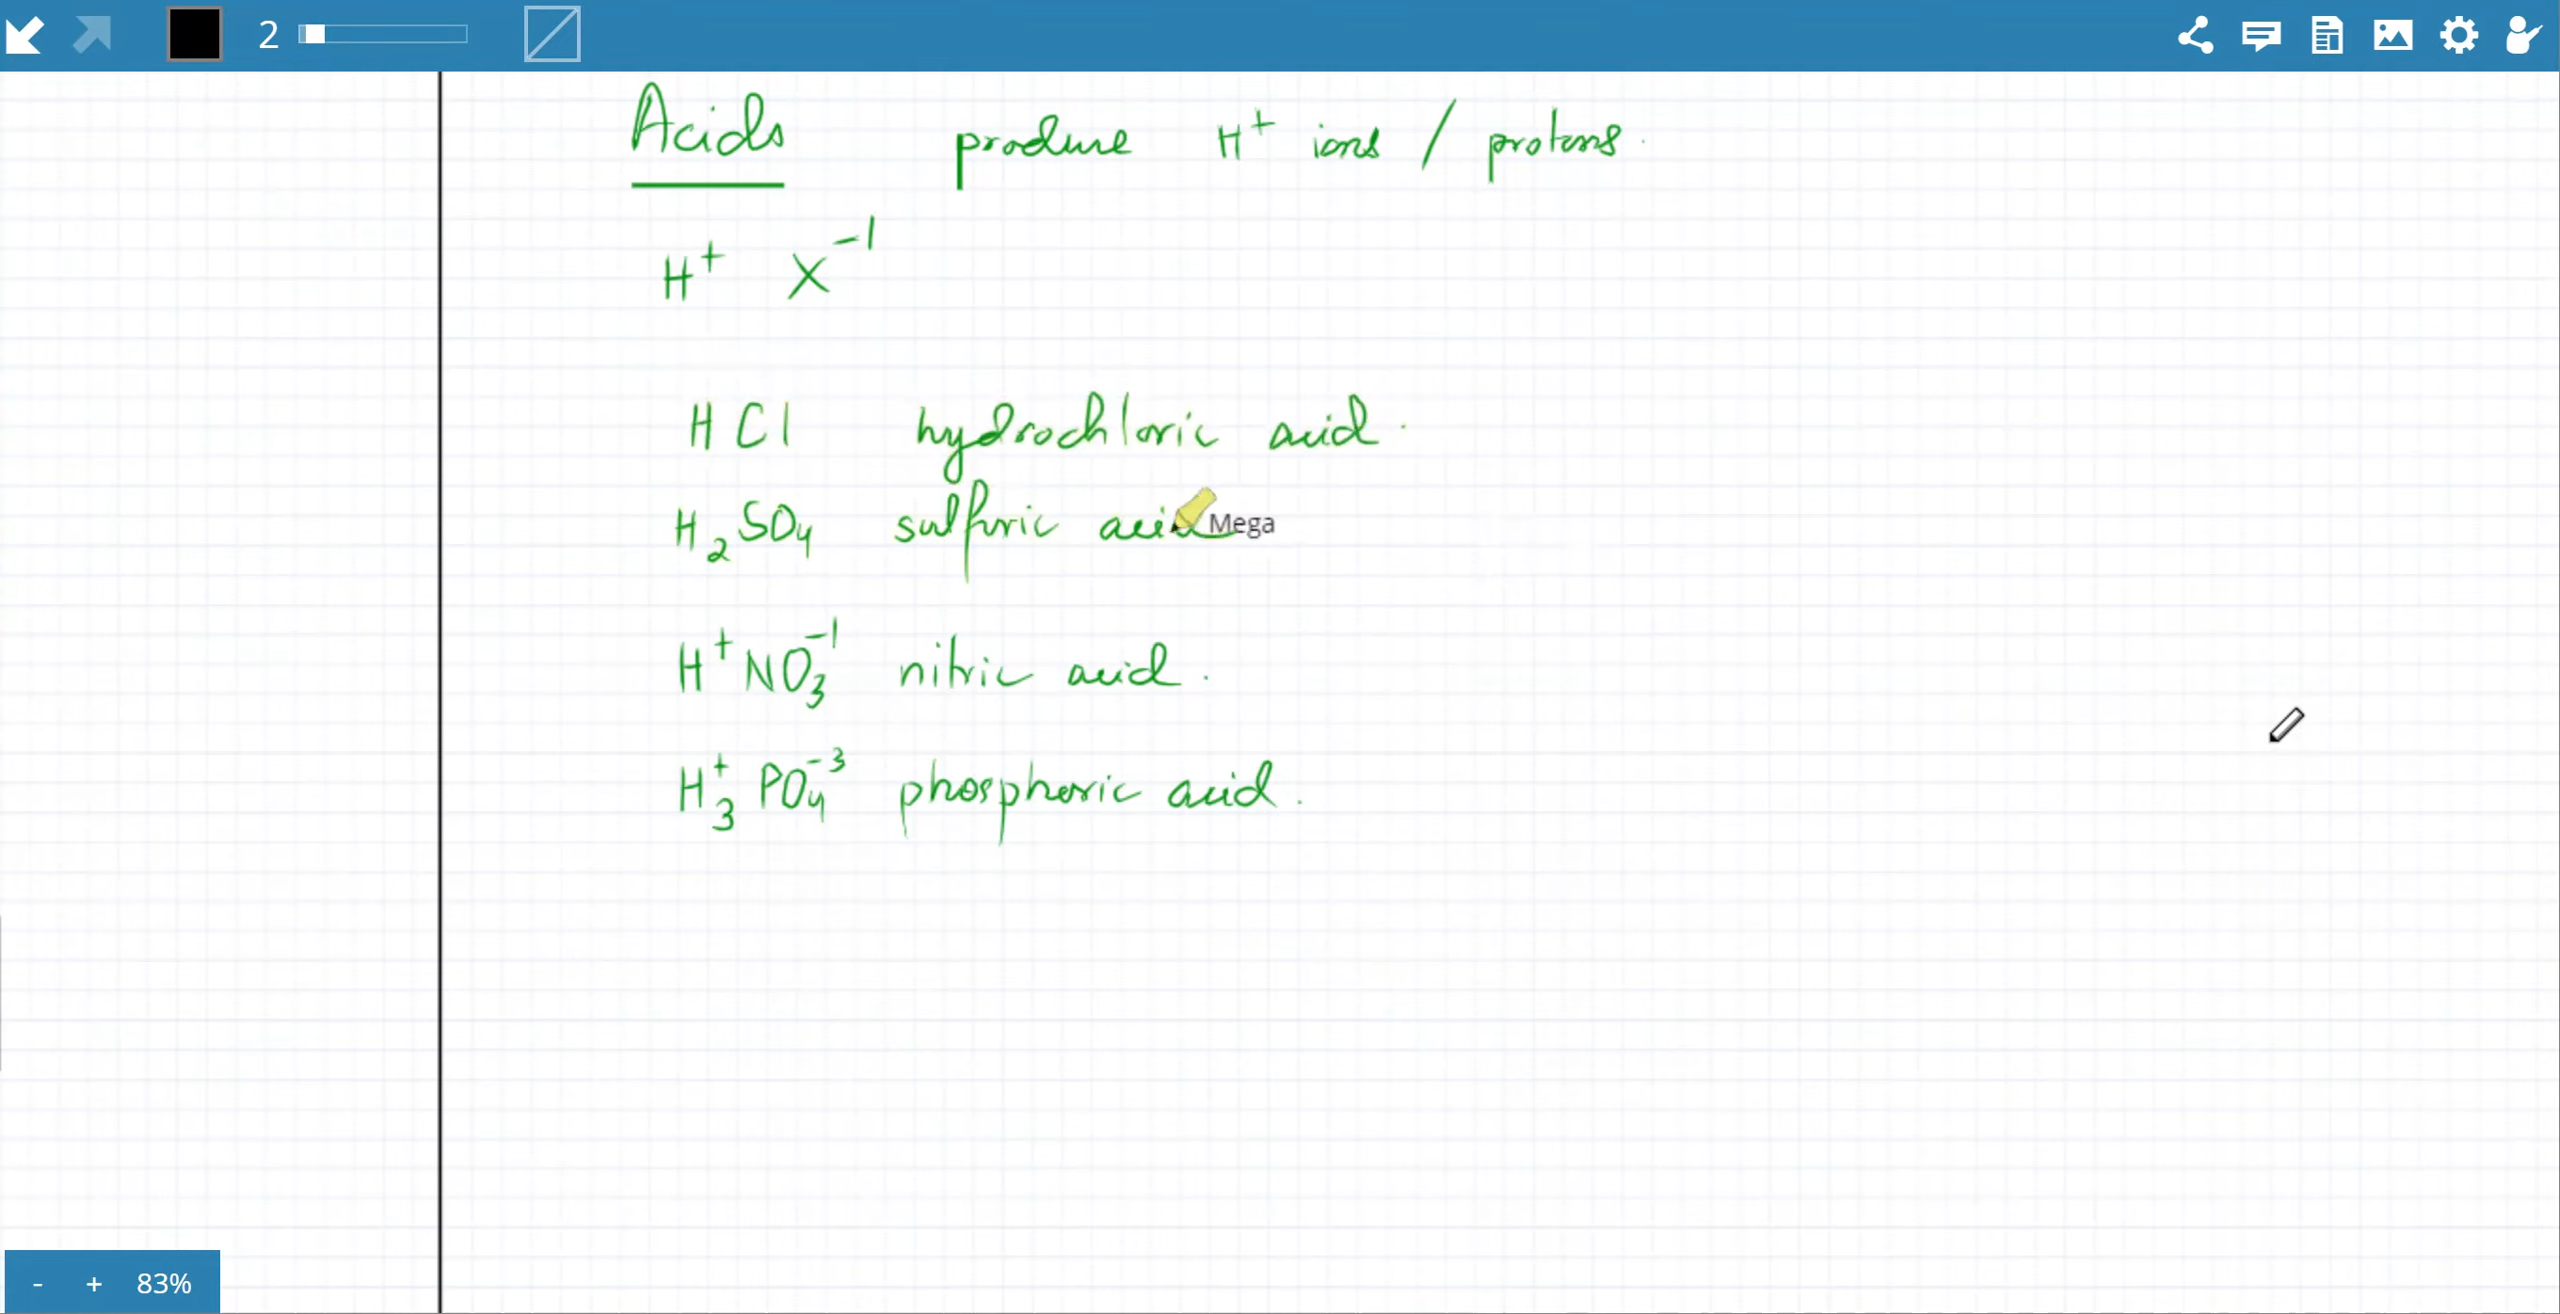 2
Acids produce H⁺ ions / protons.
H⁺ X⁻¹
HCl hydrochloric acid.
H₂SO₄ sulfuric acid
Mega
H⁺NO₃⁻¹ nitric acid.
H₃⁺PO₄⁻³ phosphoric acid.
- + 83%